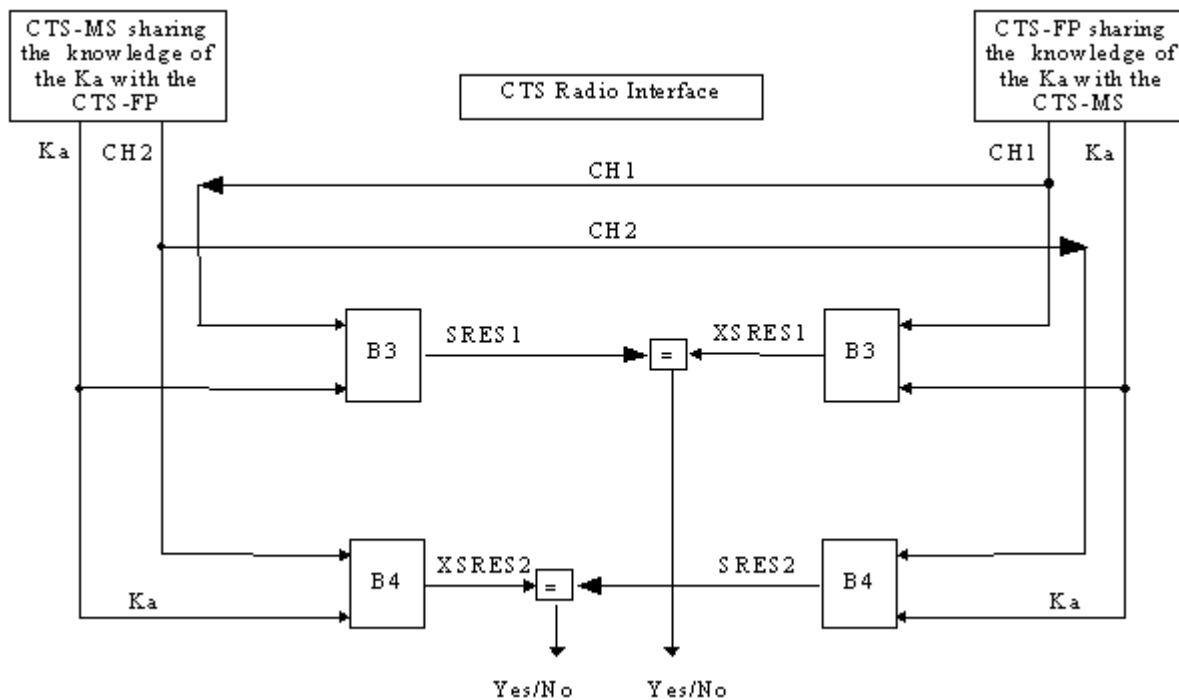 CTS-MS sharing
the knowledge of
the Ka with the
CTS-FP
CTS Radio Interface
CTS-FP sharing
the knowledge of
the Ka with the
CTS-MS
Ka
CH2
CH1
Ka
CH1
CH2
B3
SRES1
=
XSRES1
B3
B4
XSRES2
=
SRES2
B4
Ka
Ka
Yes/No
Yes/No